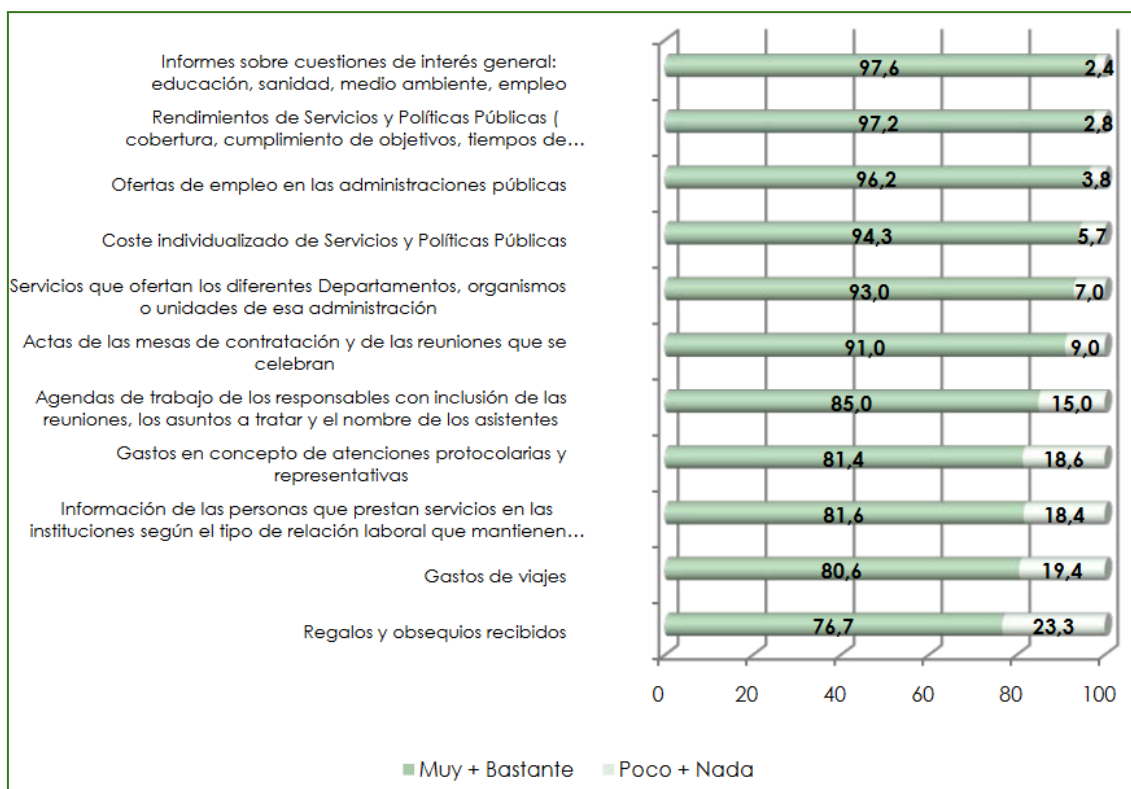 Informes sobre cuestiones de interés general:
educación, sanidad, medio ambiente, empleo
97,6 2,4
Rendimientos de Servicios y Políticas Públicas (
cobertura, cumplimiento de objetivos, tiempos de…
97,2 2,8
Ofertas de empleo en las administraciones públicas
96,2 3,8
Coste individualizado de Servicios y Políticas Públicas
94,3 5,7
Servicios que ofertan los diferentes Departamentos, organismos
o unidades de esa administración
93,0 7,0
Actas de las mesas de contratación y de las reuniones que se
celebran
91,0 9,0
Agendas de trabajo de los responsables con inclusión de las
reuniones, los asuntos a tratar y el nombre de los asistentes
85,0 15,0
Gastos en concepto de atenciones protocolarias y
representativas
81,4 18,6
Información de las personas que prestan servicios en las
instituciones según el tipo de relación laboral que mantienen…
81,6 18,4
Gastos de viajes
80,6 19,4
Regalos y obsequios recibidos
76,7 23,3
0 20 40 60 80 100
Muy + Bastante Poco + Nada